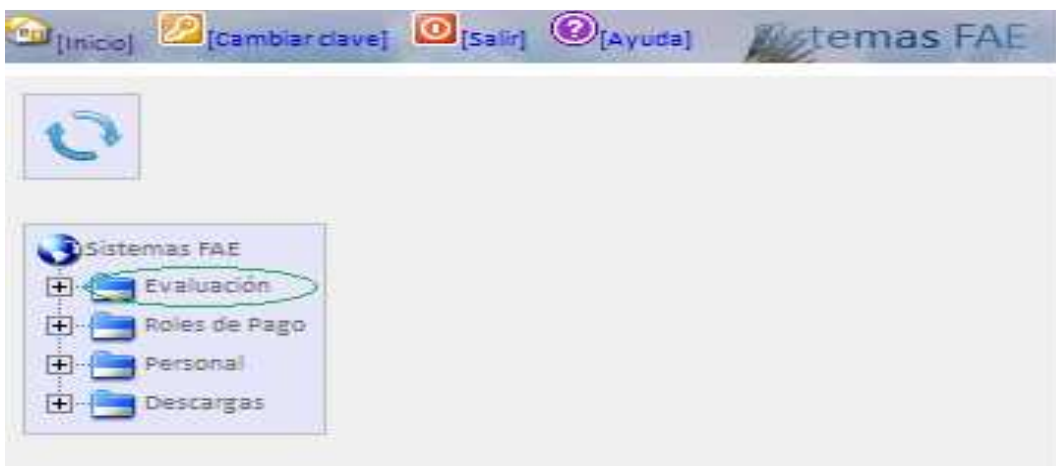 [Inicio] [Cambiar clave] [Salir] [Ayuda] Sistemas FAE
Sistemas FAE
Evaluación
Roles de Pago
Personal
Descargas